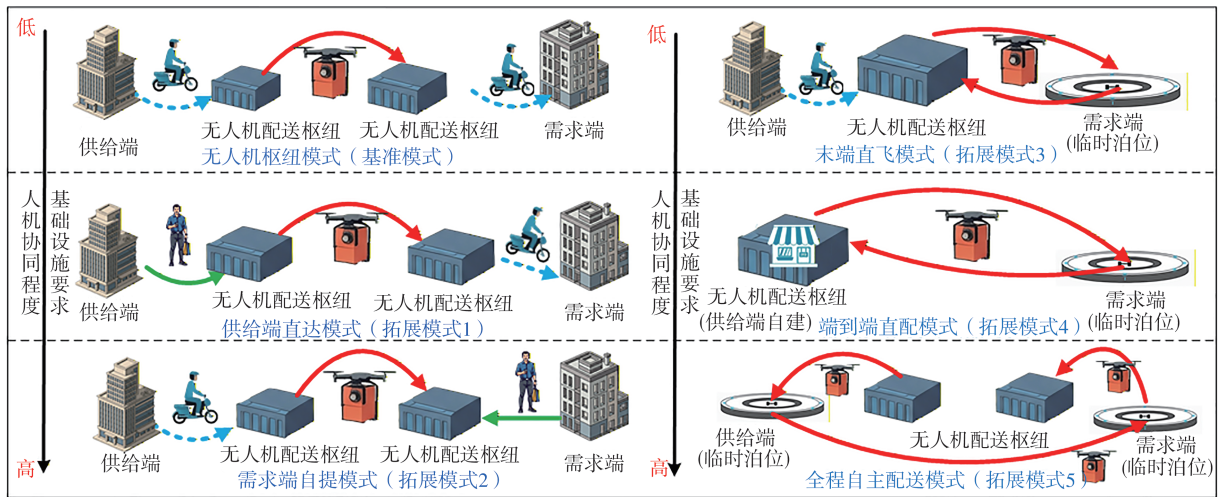 低
供给端
无人机配送枢纽
无人机配送枢纽
需求端
无人机枢纽模式（基准模式）
人机协同程度
基础设施要求
供给端
无人机配送枢纽
无人机配送枢纽
需求端
供给端直达模式（拓展模式1）
供给端
无人机配送枢纽
无人机配送枢纽
需求端
需求端自提模式（拓展模式2）
高
低
供给端
无人机配送枢纽
需求端
(临时泊位)
末端直飞模式（拓展模式3）
人机协同程度
基础设施要求
无人机配送枢纽
(供给端自建)
需求端
(临时泊位)
端到端直配模式（拓展模式4）
供给端
(临时泊位)
无人机配送枢纽
需求端
(临时泊位)
全程自主配送模式（拓展模式5）
高